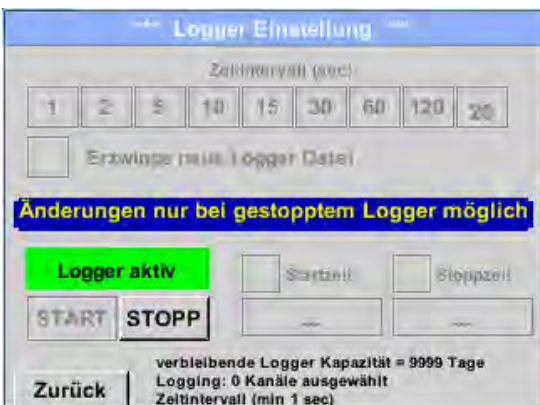 *** Logger Einstellung ***
Zeitintervall (sec)
1 2 5 10 15 30 60 120 20
Erzwinge neue Logger Datei
Änderungen nur bei gestopptem Logger möglich
Logger aktiv
Startzeit
Stoppzeit
START STOPP
--- ---
verbleibende Logger Kapazität = 9999 Tage
Logging: 0 Kanäle ausgewählt
Zeitintervall (min 1 sec)
Zurück